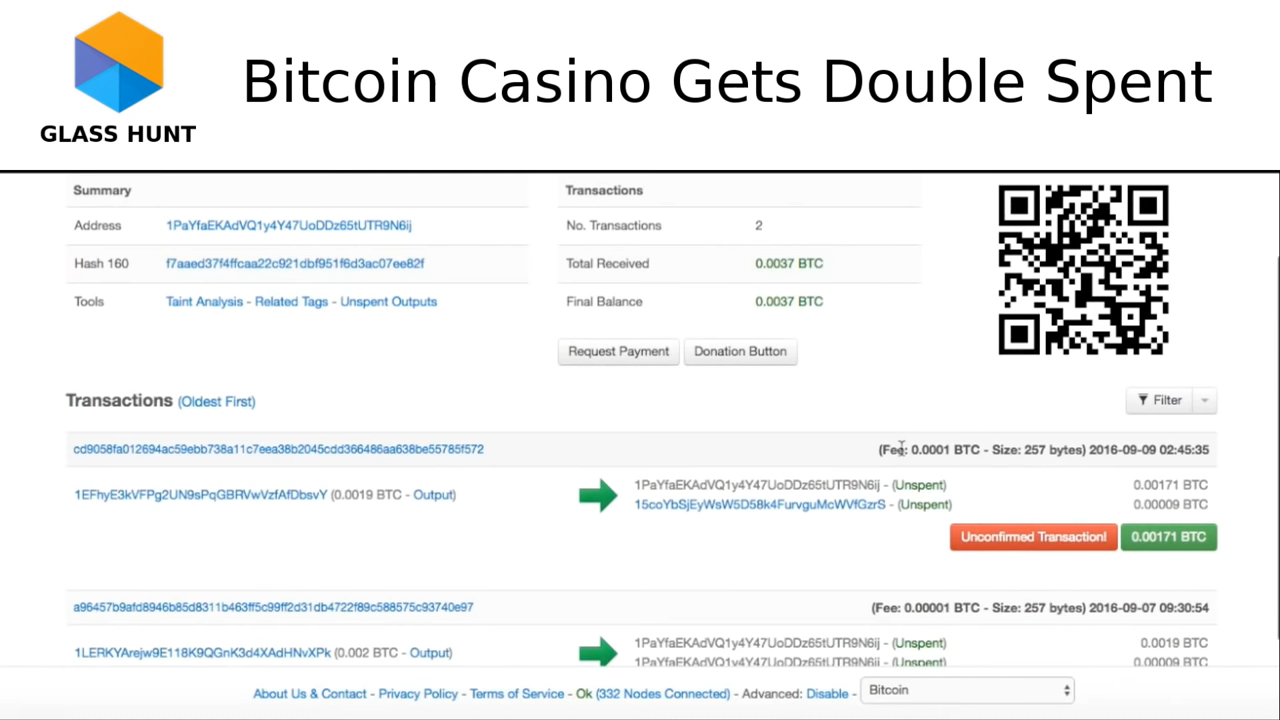 Bitcoin Casino Gets Double Spent
GLASS HUNT
Summary
Transactions
Address 1PaYfaEKAdVQ1y4Y47UoDDz65tUTR9N6ij
No. Transactions 2
Hash 160 f7aaed37f4ffcaa22c921dbf951f6d3ac07ee82f
Total Received 0.0037 BTC
Tools Taint Analysis - Related Tags - Unspent Outputs
Final Balance 0.0037 BTC
Request Payment Donation Button
Transactions (Oldest First)
Filter
cd9058fa012694ac59ebb738a11c7eea38b2045cdd366486aa638be55785f572 (Fee: 0.0001 BTC - Size: 257 bytes) 2016-09-09 02:45:35
1EFhyE3kVFPg2UN9sPqGBRVwVzfAfDbsvY (0.0019 BTC - Output)
1PaYfaEKAdVQ1y4Y47UoDDz65tUTR9N6ij - (Unspent) 0.00171 BTC
15coYbSjEyWsW5D58k4FurvguMcWVfGzrS - (Unspent) 0.00009 BTC
Unconfirmed Transaction! 0.00171 BTC
a96457b9afd8946b85d8311b463ff5c99ff2d31db4722f89c588575c93740e97 (Fee: 0.00001 BTC - Size: 257 bytes) 2016-09-07 09:30:54
1LERKYArejw9E118K9QGnK3d4XAdHNvXPk (0.002 BTC - Output)
1PaYfaEKAdVQ1y4Y47UoDDz65tUTR9N6ij - (Unspent) 0.0019 BTC
1PaYfaEKAdVQ1y4Y47UoDDz65tUTR9N6ij - (Unspent) 0.00009 BTC
About Us & Contact - Privacy Policy - Terms of Service - Ok (332 Nodes Connected) - Advanced: Disable - Bitcoin